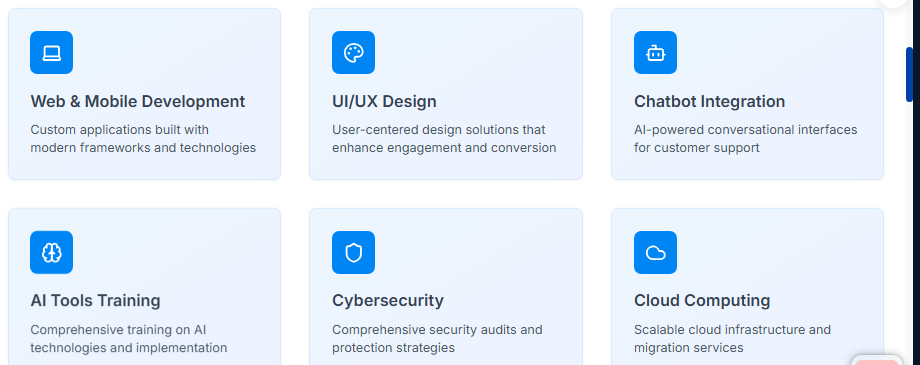 Web & Mobile Development
Custom applications built with
modern frameworks and technologies
UI/UX Design
User-centered design solutions that
enhance engagement and conversion
Chatbot Integration
AI-powered conversational interfaces
for customer support
AI Tools Training
Comprehensive training on AI
technologies and implementation
Cybersecurity
Comprehensive security audits and
protection strategies
Cloud Computing
Scalable cloud infrastructure and
migration services